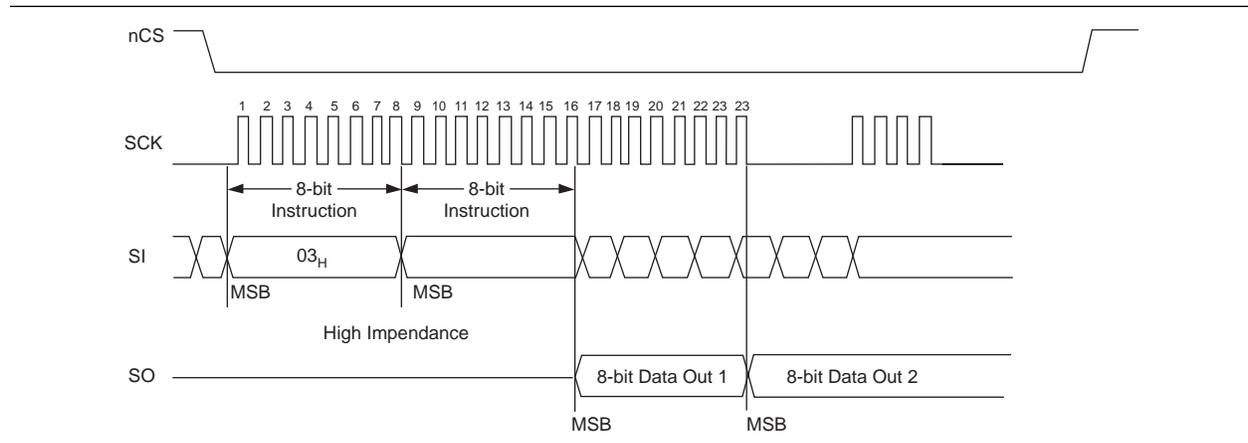 nCS
1 2 3 4 5 6 7 8 9 10 11 12 13 14 15 16 17 18 19 20 21 22 23 23
SCK
8-bit
Instruction
8-bit
Instruction
SI
03H
MSB
MSB
High Impendance
SO
8-bit Data Out 1
8-bit Data Out 2
MSB
MSB